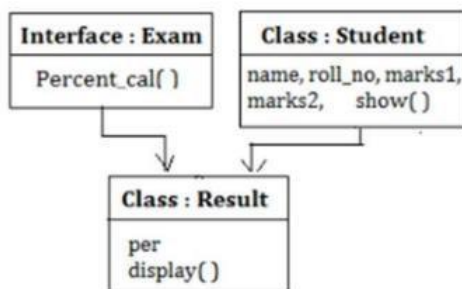 Interface : Exam
Percent_cal( )
Class : Student
name, roll_no, marks1,
marks2, show( )
Class : Result
per
display( )